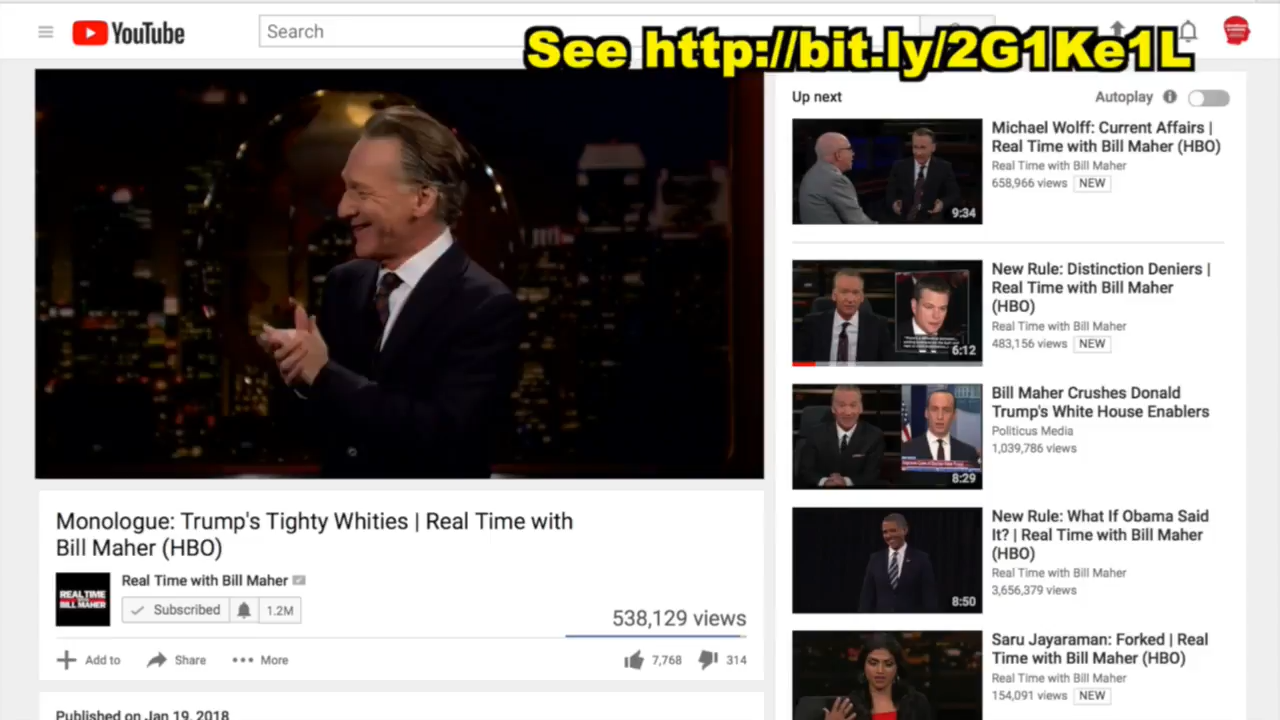 YouTube
Search
See http://bit.ly/2G1Ke1L
Up next
Autoplay
Michael Wolff: Current Affairs |
Real Time with Bill Maher (HBO)
Real Time with Bill Maher
658,966 views NEW
9:34
New Rule: Distinction Deniers |
Real Time with Bill Maher
(HBO)
Real Time with Bill Maher
483,156 views NEW
6:12
Bill Maher Crushes Donald
Trump's White House Enablers
Politicus Media
1,039,786 views
8:29
New Rule: What If Obama Said
It? | Real Time with Bill Maher
(HBO)
Real Time with Bill Maher
3,656,379 views
8:50
Saru Jayaraman: Forked | Real
Time with Bill Maher (HBO)
Real Time with Bill Maher
154,091 views NEW
Monologue: Trump's Tighty Whities | Real Time with
Bill Maher (HBO)
REAL TIME
BILL MAHER
Real Time with Bill Maher
Subscribed 1.2M
538,129 views
Add to Share More
7,768 314
Published on Jan 19, 2018